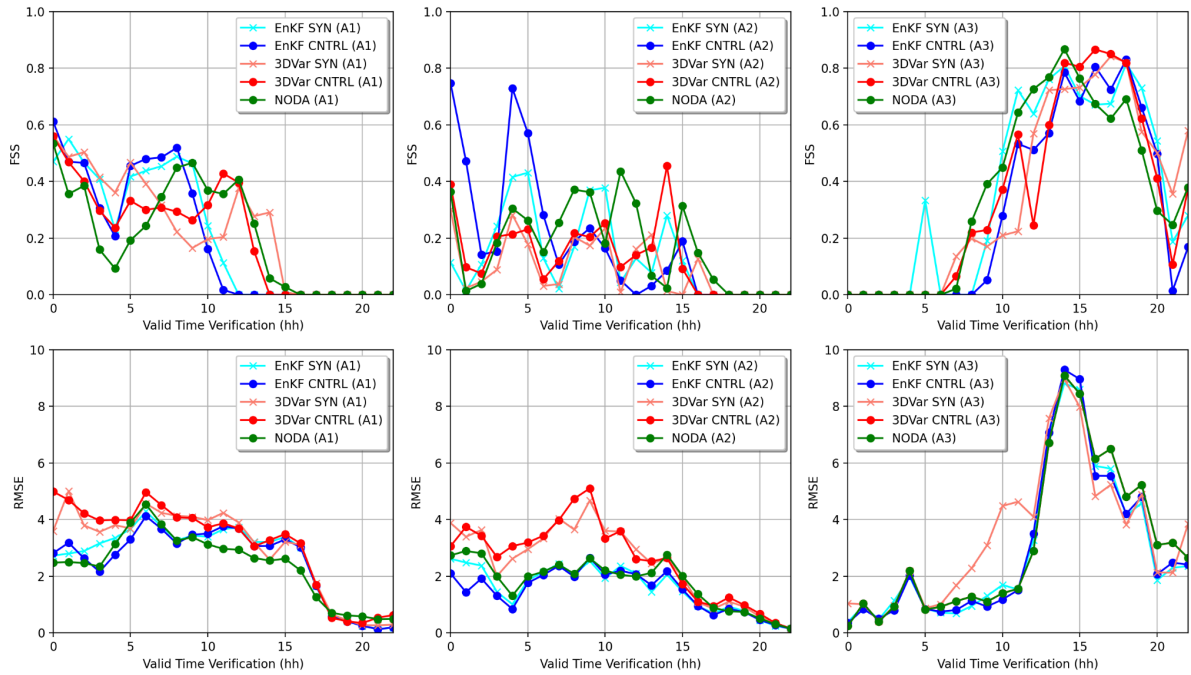 1.0
0.8
0.6
0.4
0.2
0.0
FSS
EnKF SYN (A1)
EnKF CNTRL (A1)
3DVar SYN (A1)
3DVar CNTRL (A1)
NODA (A1)
0 5 10 15 20
Valid Time Verification (hh)
1.0
0.8
0.6
0.4
0.2
0.0
FSS
EnKF SYN (A2)
EnKF CNTRL (A2)
3DVar SYN (A2)
3DVar CNTRL (A2)
NODA (A2)
0 5 10 15 20
Valid Time Verification (hh)
1.0
0.8
0.6
0.4
0.2
0.0
FSS
EnKF SYN (A3)
EnKF CNTRL (A3)
3DVar SYN (A3)
3DVar CNTRL (A3)
NODA (A3)
0 5 10 15 20
Valid Time Verification (hh)
10
8
6
4
2
0
RMSE
EnKF SYN (A1)
EnKF CNTRL (A1)
3DVar SYN (A1)
3DVar CNTRL (A1)
NODA (A1)
0 5 10 15 20
Valid Time Verification (hh)
10
8
6
4
2
0
RMSE
EnKF SYN (A2)
EnKF CNTRL (A2)
3DVar SYN (A2)
3DVar CNTRL (A2)
NODA (A2)
0 5 10 15 20
Valid Time Verification (hh)
10
8
6
4
2
0
RMSE
EnKF SYN (A3)
EnKF CNTRL (A3)
3DVar SYN (A3)
3DVar CNTRL (A3)
NODA (A3)
0 5 10 15 20
Valid Time Verification (hh)